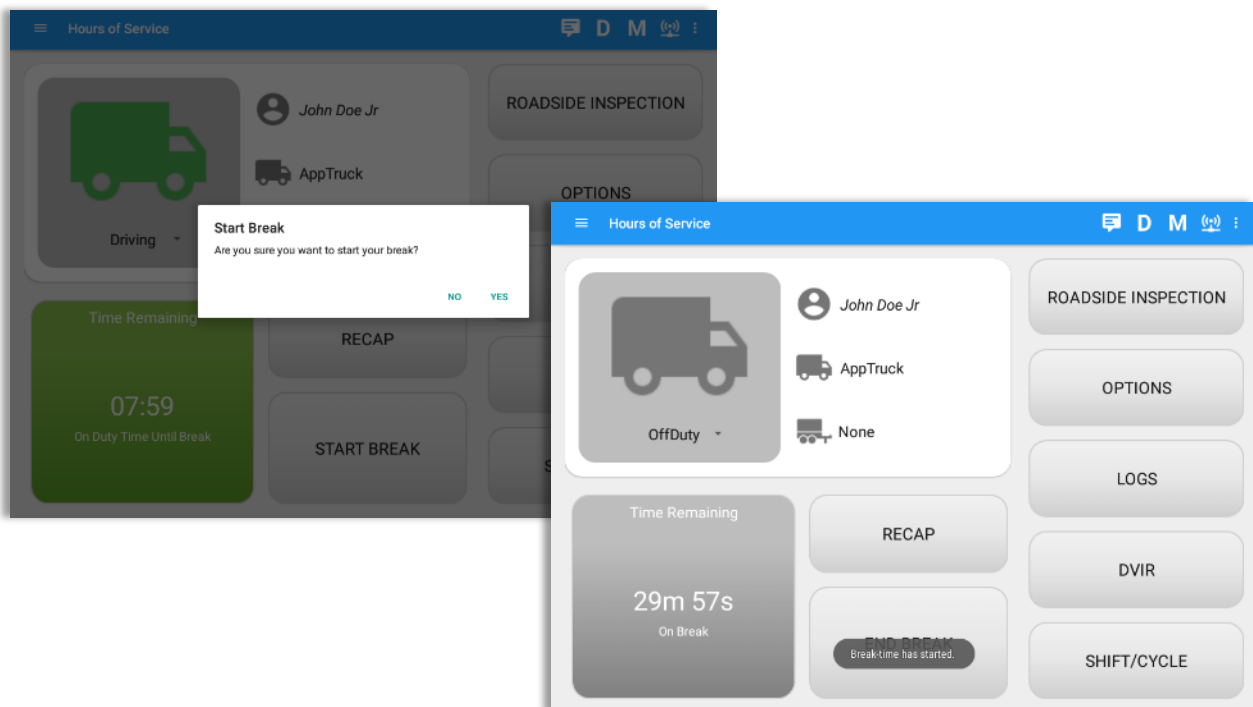 Hours of Service
D M
John Doe Jr
AppTruck
Driving
ROADSIDE INSPECTION
OPTIONS
Start Break
Are you sure you want to start your break?
NO YES
Time Remaining
07:59
On Duty Time Until Break
RECAP
START BREAK
S
Hours of Service
D M
John Doe Jr
AppTruck
None
OffDuty
ROADSIDE INSPECTION
OPTIONS
LOGS
DVIR
SHIFT/CYCLE
Time Remaining
29m 57s
On Break
RECAP
END BREAK
Break-time has started.